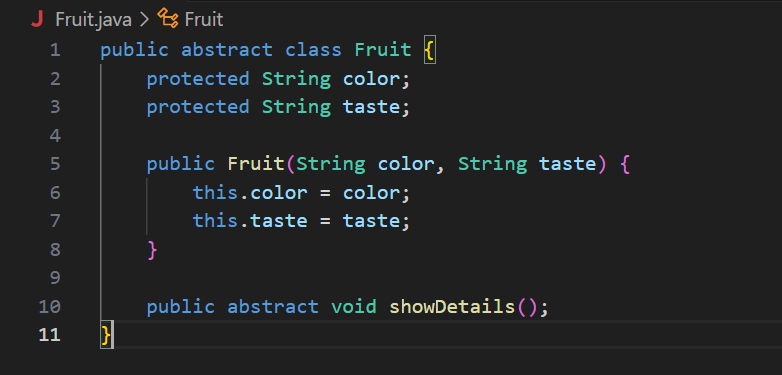 Fruit.java > Fruit
1 public abstract class Fruit {
2     protected String color;
3     protected String taste;
4
5     public Fruit(String color, String taste) {
6         this.color = color;
7         this.taste = taste;
8     }
9
10     public abstract void showDetails();
11 }